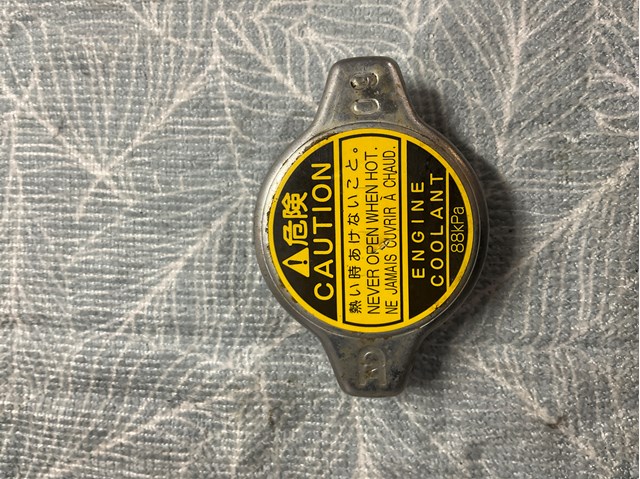 危険
CAUTION
熱い時あけないこと。
NEVER OPEN WHEN HOT.
NE JAMAIS OUVRIR À CHAUD.
ENGINE
COOLANT
88kPa